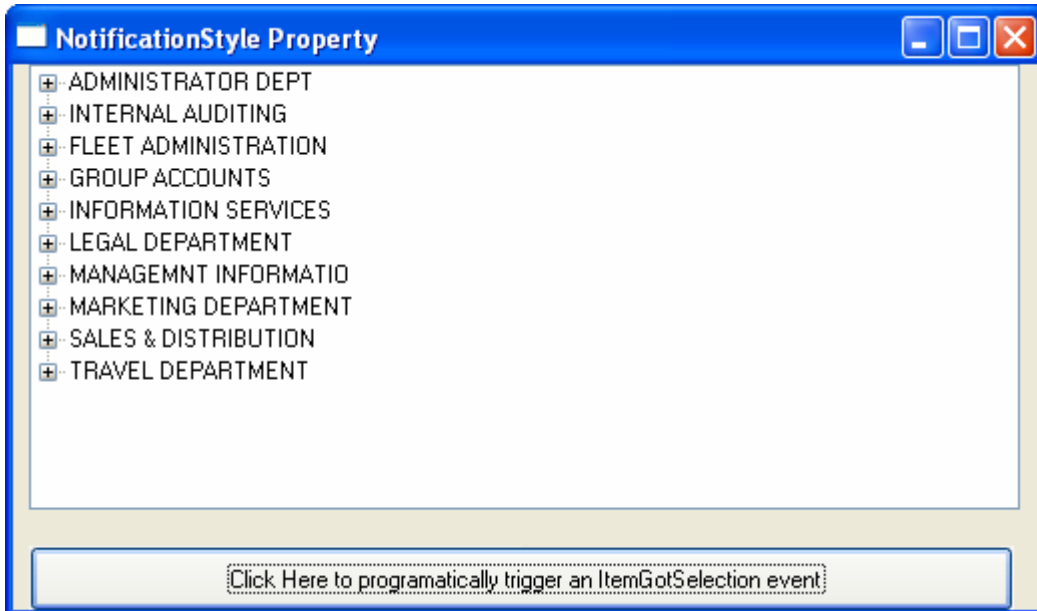 NotificationStyle Property
ADMINISTRATOR DEPT
INTERNAL AUDITING
FLEET ADMINISTRATION
GROUP ACCOUNTS
INFORMATION SERVICES
LEGAL DEPARTMENT
MANAGEMNT INFORMATIO
MARKETING DEPARTMENT
SALES & DISTRIBUTION
TRAVEL DEPARTMENT
Click Here to programatically trigger an ItemGotSelection event